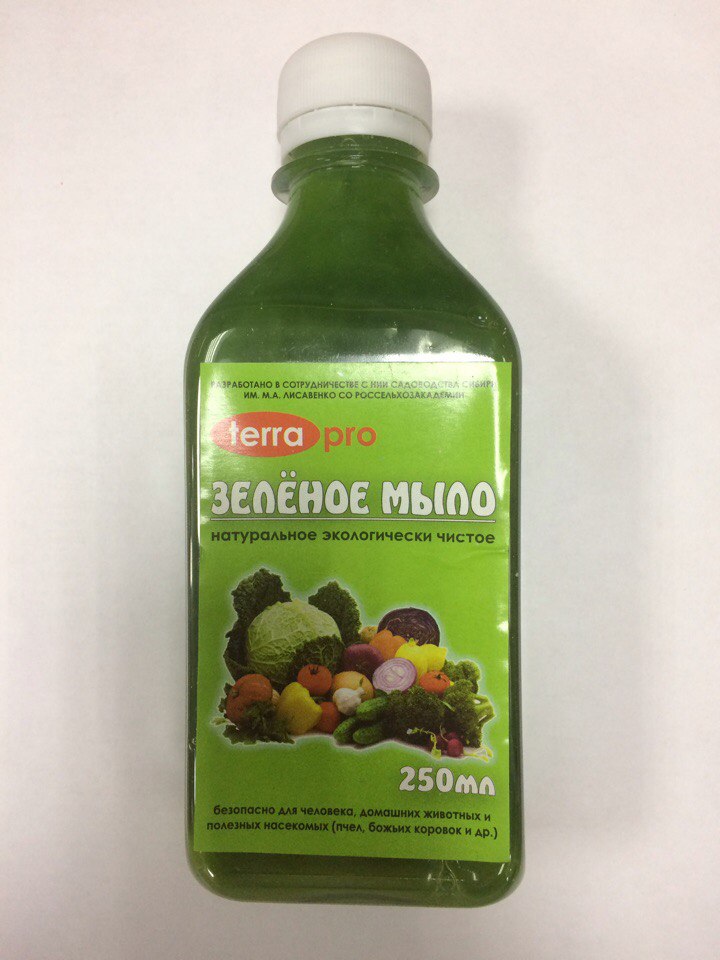 РАЗРАБОТАНО В СОТРУДНИЧЕСТВЕ С НИИ САДОВОДСТВА СИБИРИ
ИМ. М.А. ЛИСАВЕНКО СО РОССЕЛЬХОЗАКАДЕМИИ
terra pro
ЗЕЛЁНОЕ МЫЛО
натуральное экологически чистое
250мл
безопасно для человека, домашних животных и
полезных насекомых (пчел, божьих коровок и др.)